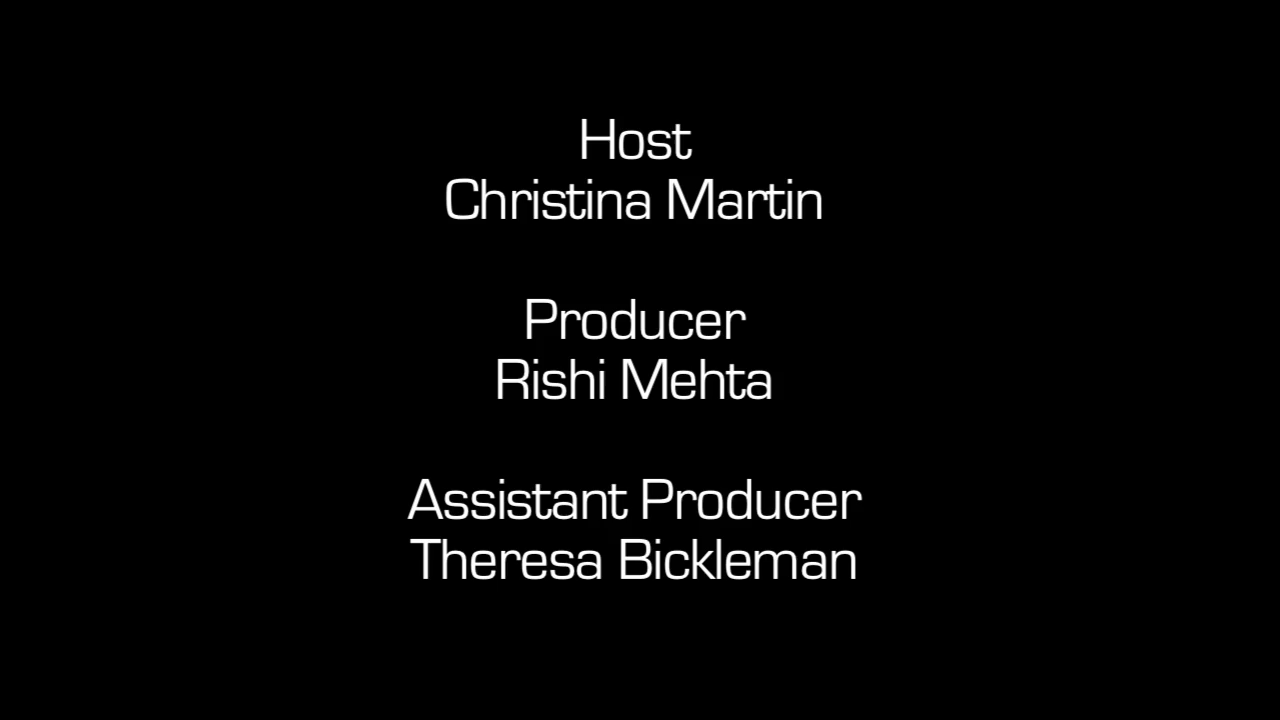 Host
Christina Martin
Producer
Rishi Mehta
Assistant Producer
Theresa Bickleman